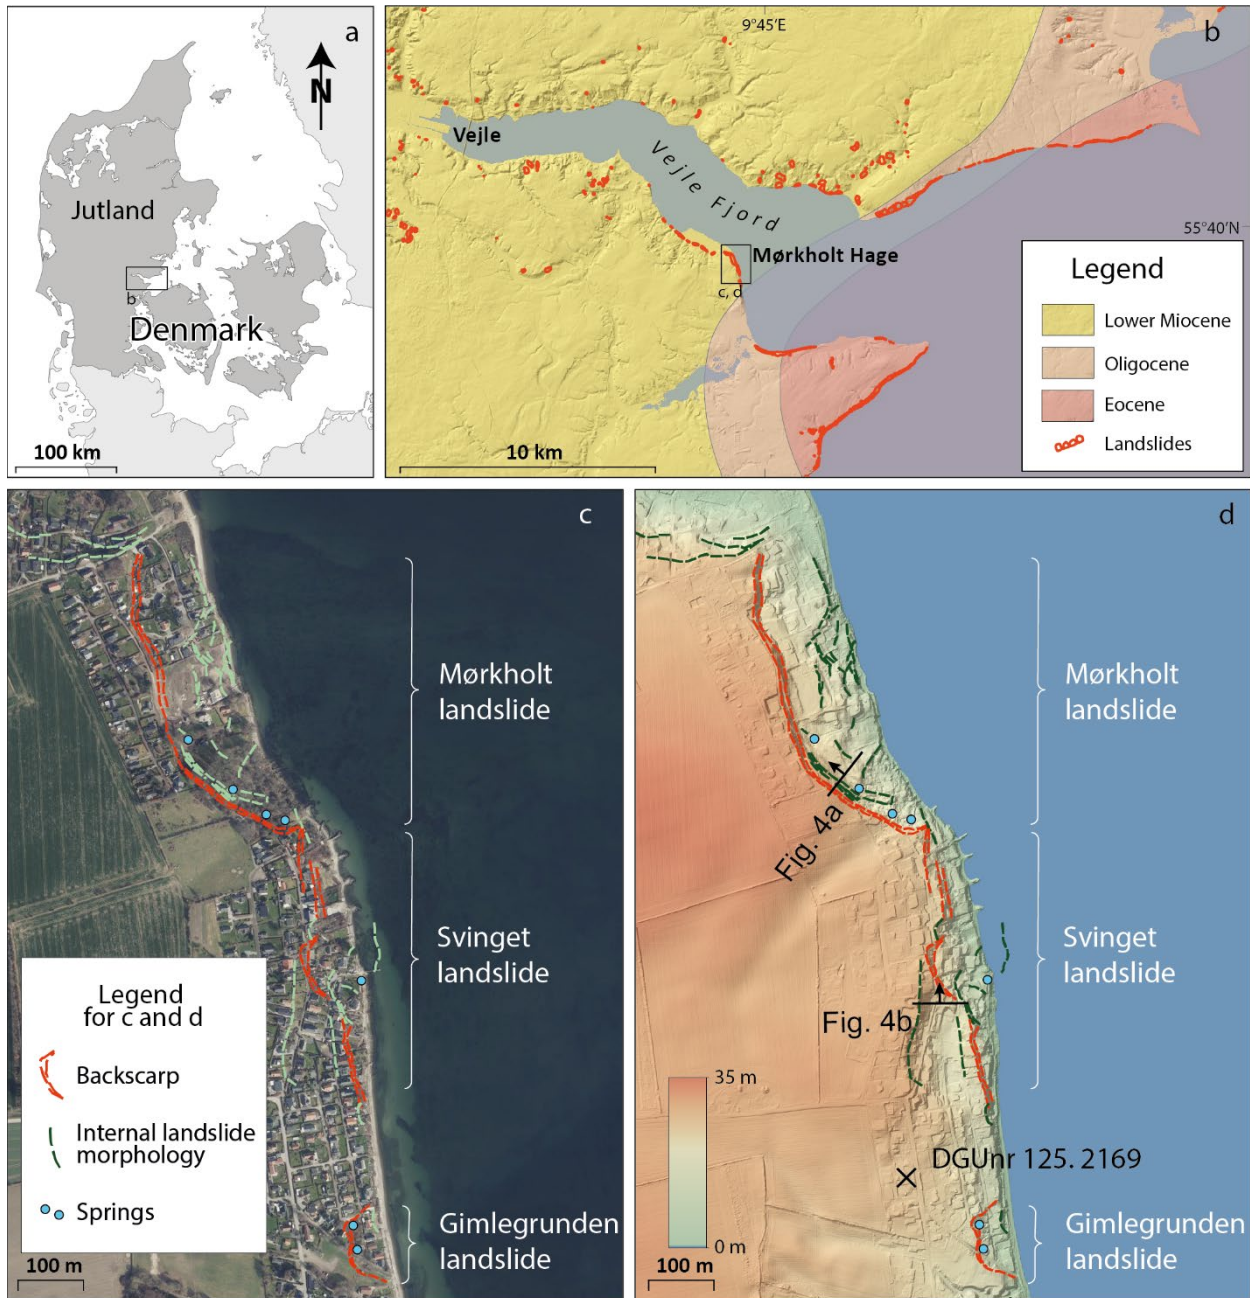 a
N
Jutland
b
Denmark
100 km
9°45′E
b
Vejle
Vejle Fjord
55°40′N
Mørkholt Hage
c, d
10 km
Legend
Lower Miocene
Oligocene
Eocene
Landslides
c
Mørkholt
landslide
Svinget
landslide
Legend
for c and d
Backscarp
Internal landslide
morphology
Springs
Gimlegrunden
landslide
100 m
d
Mørkholt
landslide
Fig. 4a
Svinget
landslide
Fig. 4b
35 m
0 m
DGUnr 125. 2169
Gimlegrunden
landslide
100 m